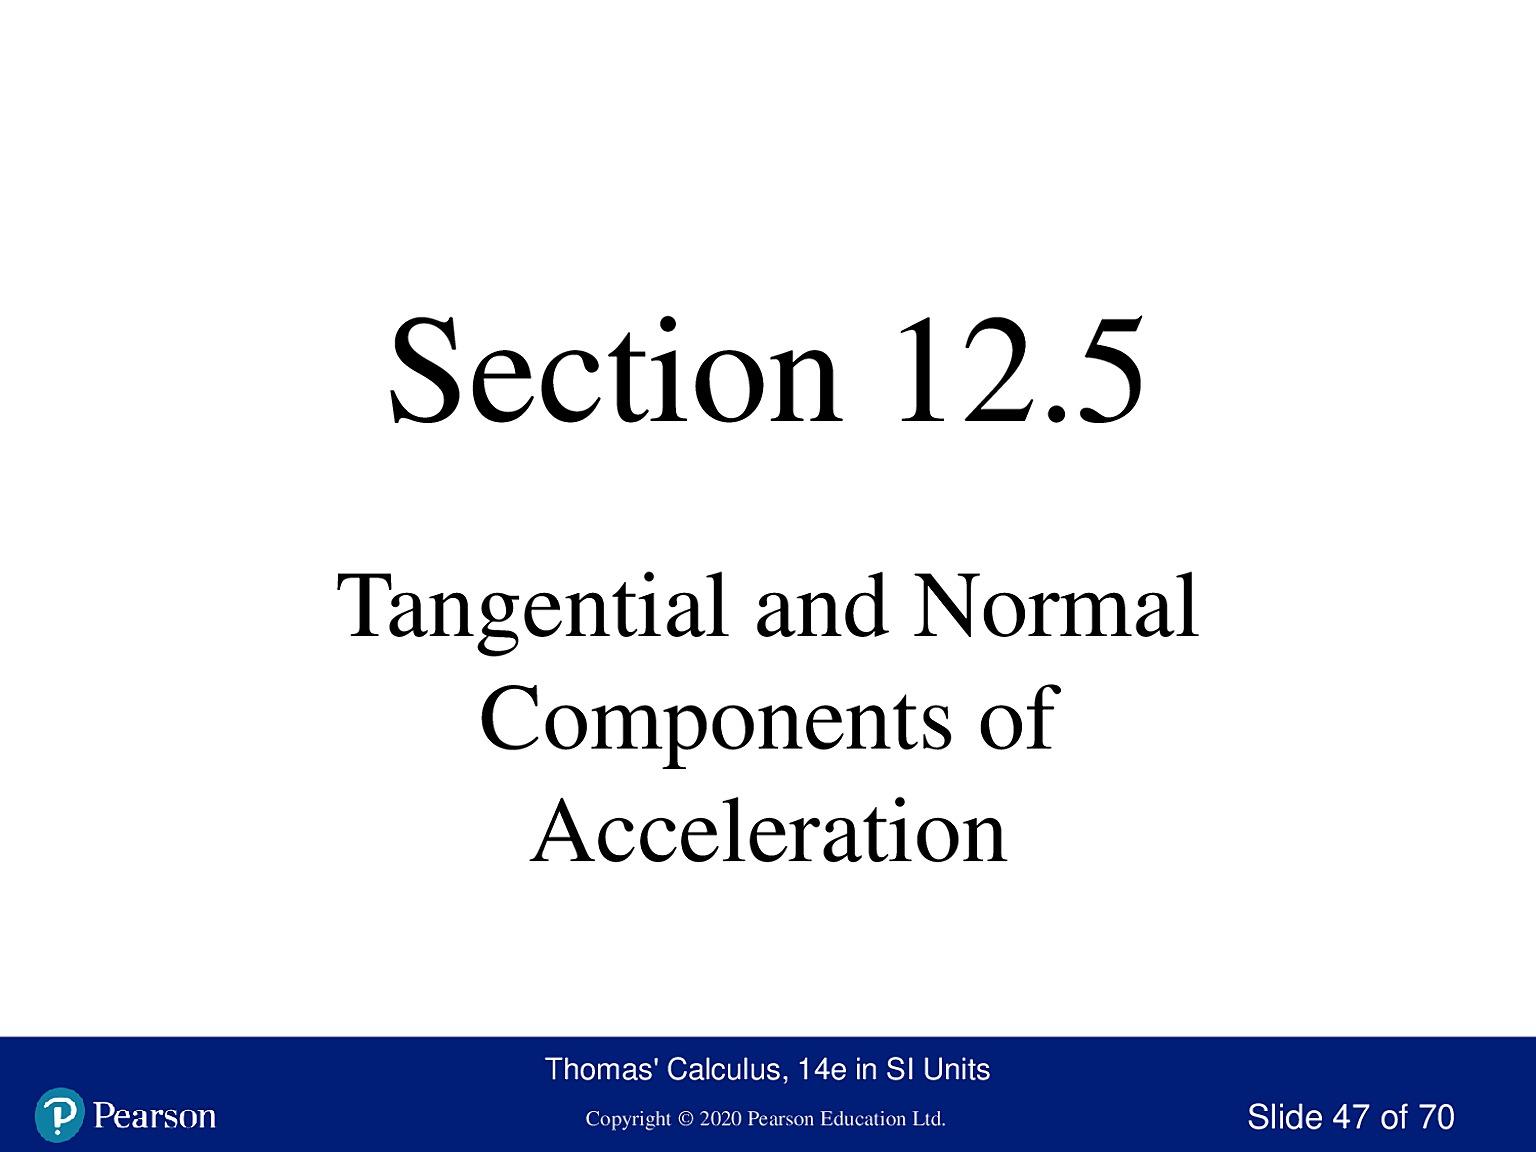 Section 12.5
Tangential and Normal
Components of
Acceleration
Thomas' Calculus, 14e in SI Units
Pearson
Copyright © 2020 Pearson Education Ltd.
Slide 47 of 70